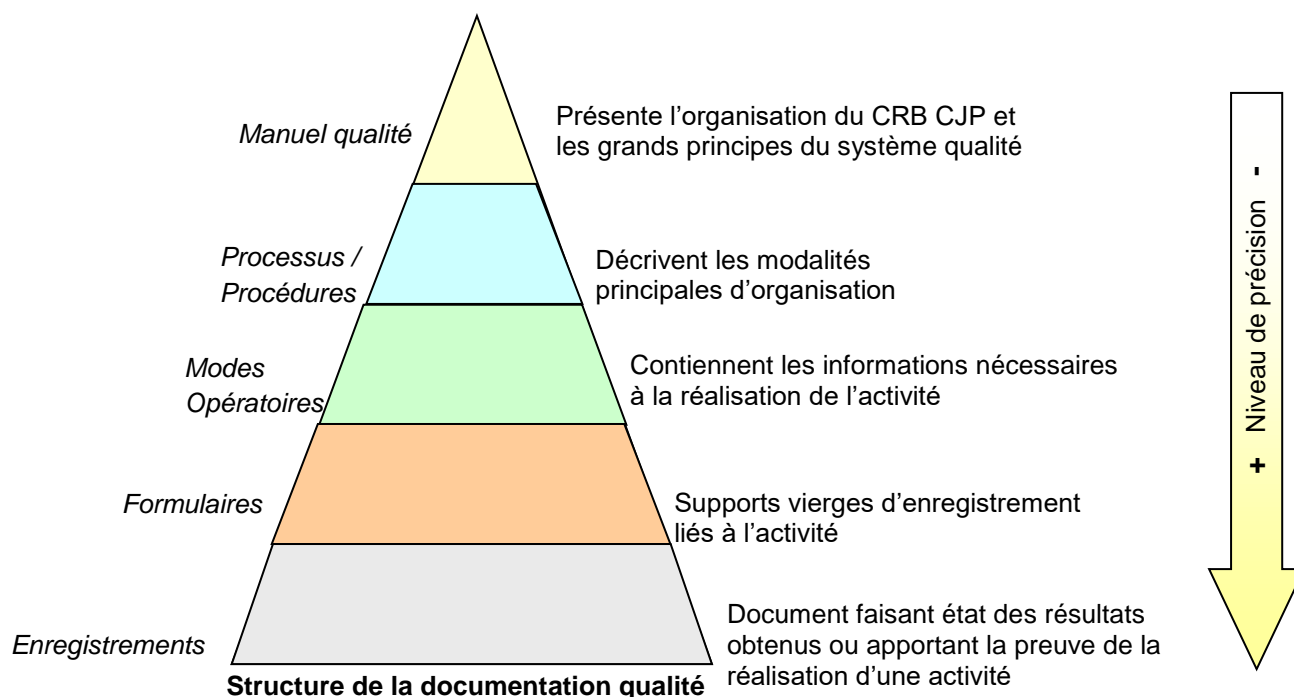 Manuel qualité
Présente l’organisation du CRB CJP et
les grands principes du système qualité
Processus /
Procédures
Décrivent les modalités
principales d’organisation
Modes
Opératoires
Contiennent les informations nécessaires
à la réalisation de l’activité
Formulaires
Supports vierges d’enregistrement
liés à l’activité
Enregistrements
Document faisant état des résultats
obtenus ou apportant la preuve de la
réalisation d’une activité
Structure de la documentation qualité
+ Niveau de précision -